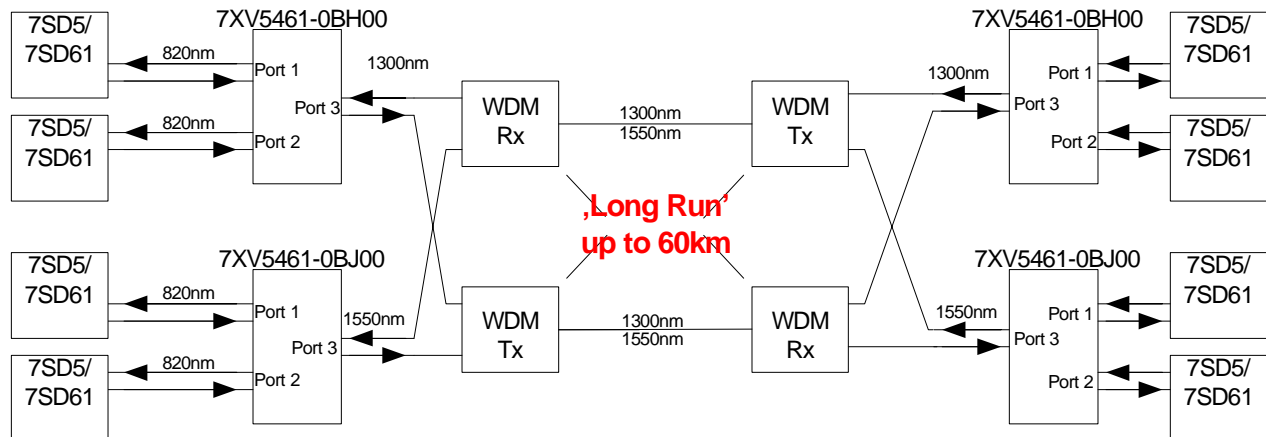 7XV5461-0BH00
7XV5461-0BH00
7SD5/
7SD61
820nm
Port 1
Port 3
Port 2
1300nm
WDM
Rx
1300nm
1550nm
WDM
Tx
1300nm
Port 1
Port 3
Port 2
7SD5/
7SD61
7SD5/
7SD61
820nm
7SD5/
7SD61
‚Long Run’
up to 60km
7XV5461-0BJ00
7XV5461-0BJ00
7SD5/
7SD61
820nm
Port 1
Port 3
Port 2
1550nm
WDM
Tx
1300nm
1550nm
WDM
Rx
1550nm
Port 1
Port 3
Port 2
7SD5/
7SD61
7SD5/
7SD61
820nm
7SD5/
7SD61